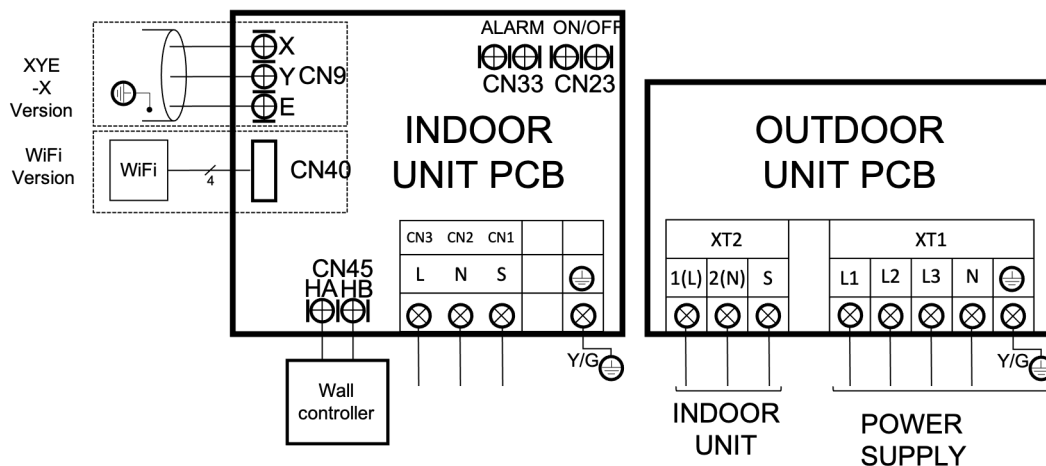 XYE
-X
Version
X
Y CN9
E
WiFi
Version
WiFi
4
CN40
ALARM ON/OFF
CN33 CN23
INDOOR
UNIT PCB
CN3 CN2 CN1
L N S
CN45
HA HB
Y/G
Wall
controller
OUTDOOR
UNIT PCB
XT2 XT1
1(L) 2(N) S L1 L2 L3 N
Y/G
INDOOR
UNIT
POWER
SUPPLY